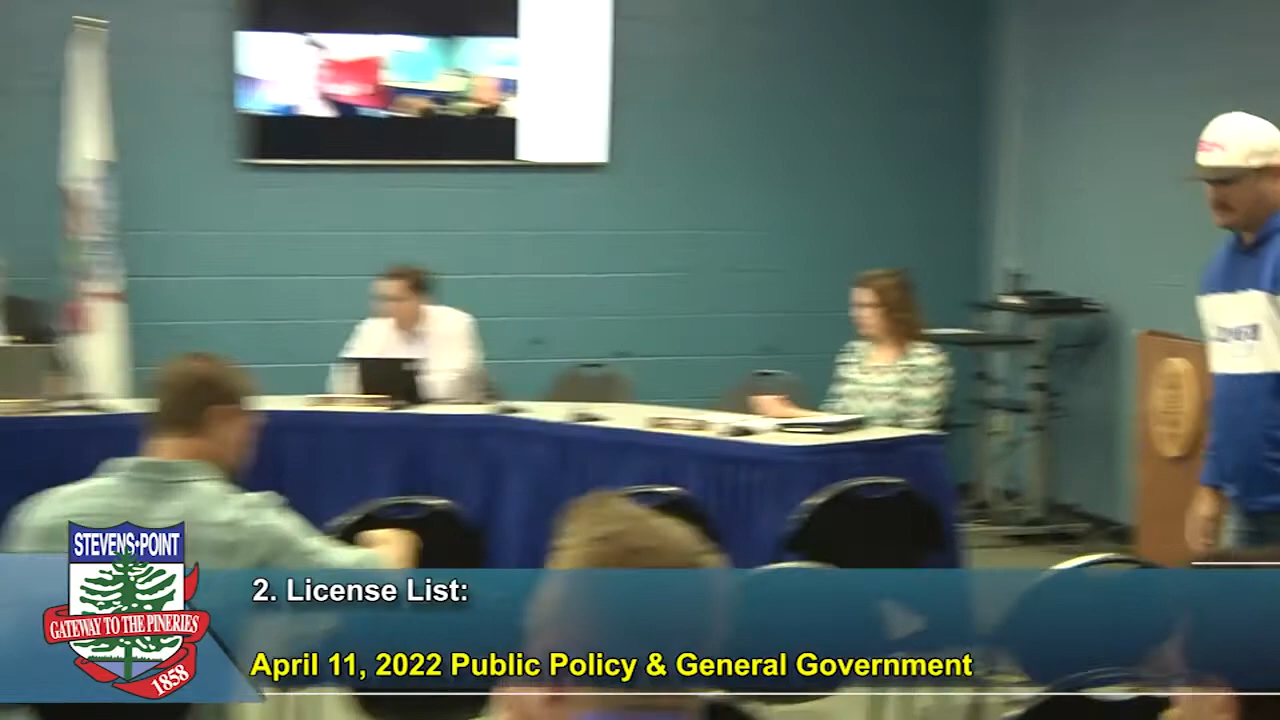 STEVENS•POINT
GATEWAY TO THE PINERIES
1858
2. License List:
April 11, 2022 Public Policy & General Government